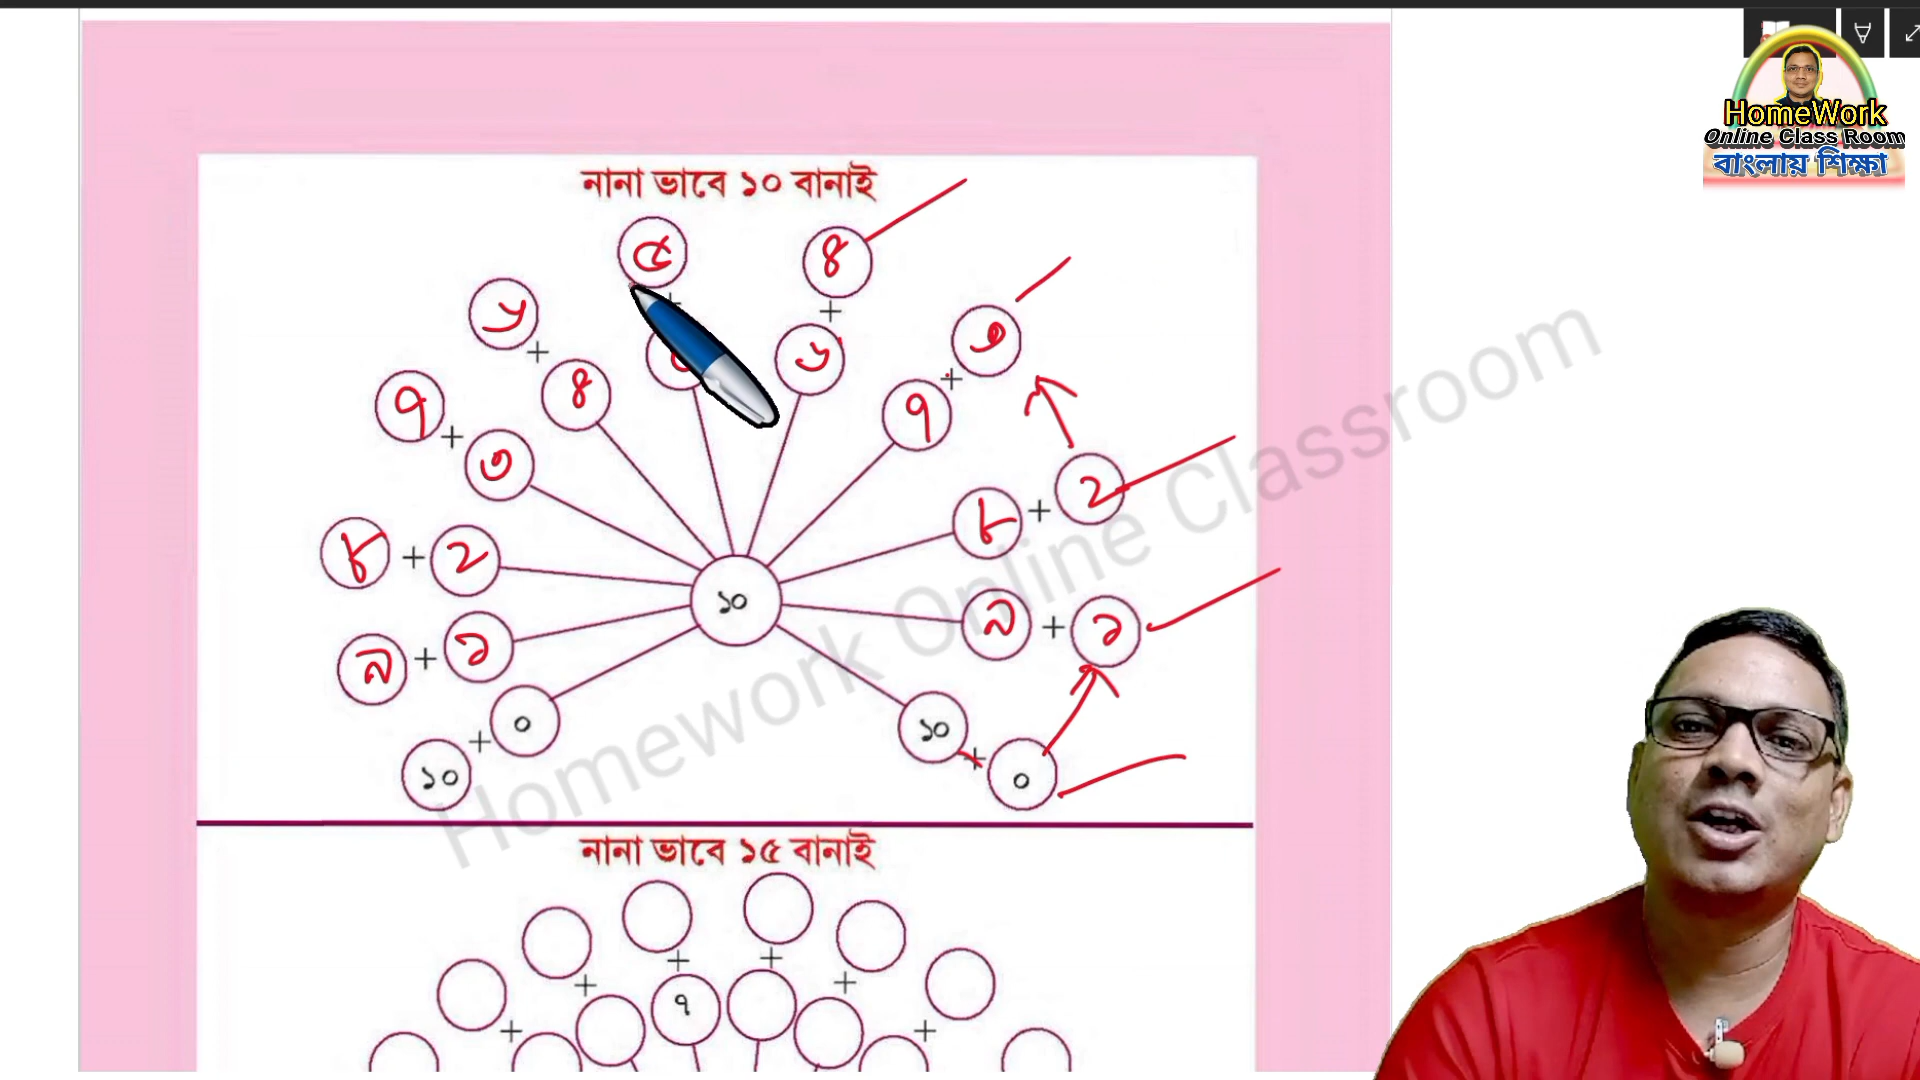 HomeWork
Online Class Room
বাংলায় শিক্ষা
নানা ভাবে ১০ বানাই
৫ + 
৬ + ৪
৬ + ৪
৭ + ৩
৭ + ৩
৮ + ২
৮ + ২
৯ + ১
৯ + ১
১০ + ০
১০ + ০
১০
Homework Online Classroom
নানা ভাবে ১৫ বানাই
+ + + + + +
৭